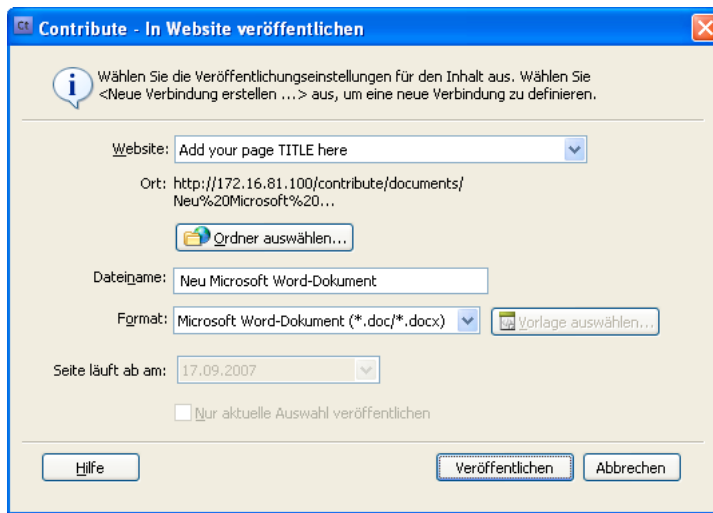 Ct Contribute - In Website veröffentlichen
Wählen Sie die Veröffentlichungseinstellungen für den Inhalt aus. Wählen Sie
<Neue Verbindung erstellen ...> aus, um eine neue Verbindung zu definieren.
Website: Add your page TITLE here
Ort: http://172.16.81.100/contribute/documents/
Neu%20Microsoft%20...
Ordner auswählen...
Dateiname: Neu Microsoft Word-Dokument
Format: Microsoft Word-Dokument (*.doc/*.docx) Vorlage auswählen...
Seite läuft ab am: 17.09.2007
Nur aktuelle Auswahl veröffentlichen
Hilfe Veröffentlichen Abbrechen